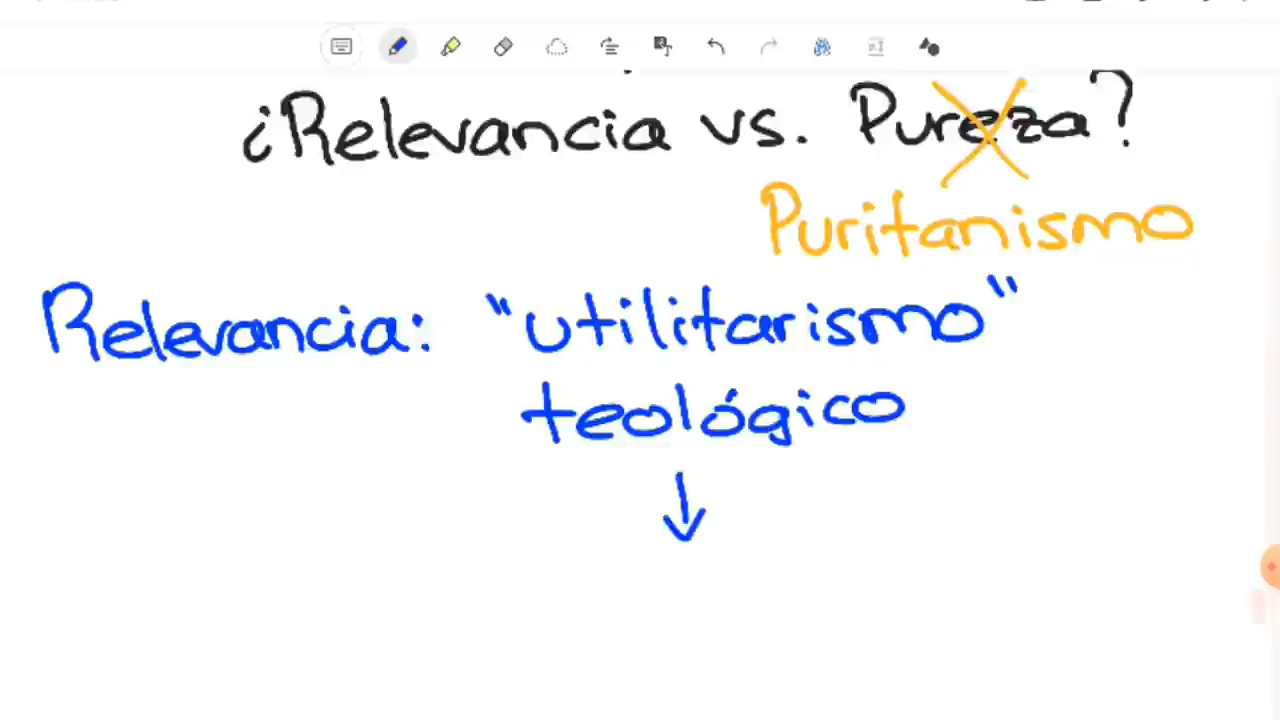 ¿Relevancia vs. Pureza?
Puritanismo
Relevancia: "utilitarismo"
teológico